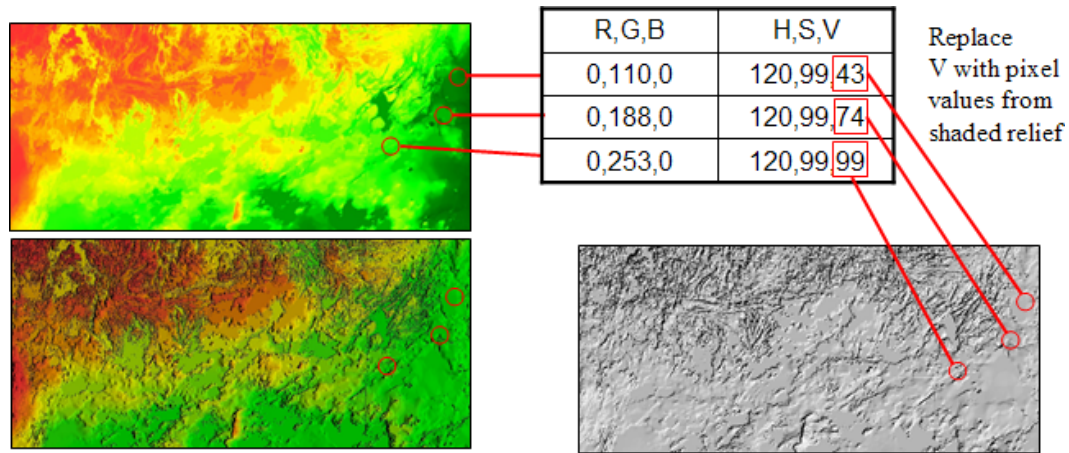 R,G,B H,S,V
0,110,0 120,99,43
0,188,0 120,99,74
0,253,0 120,99,99
Replace
V with pixel
values from
shaded relief